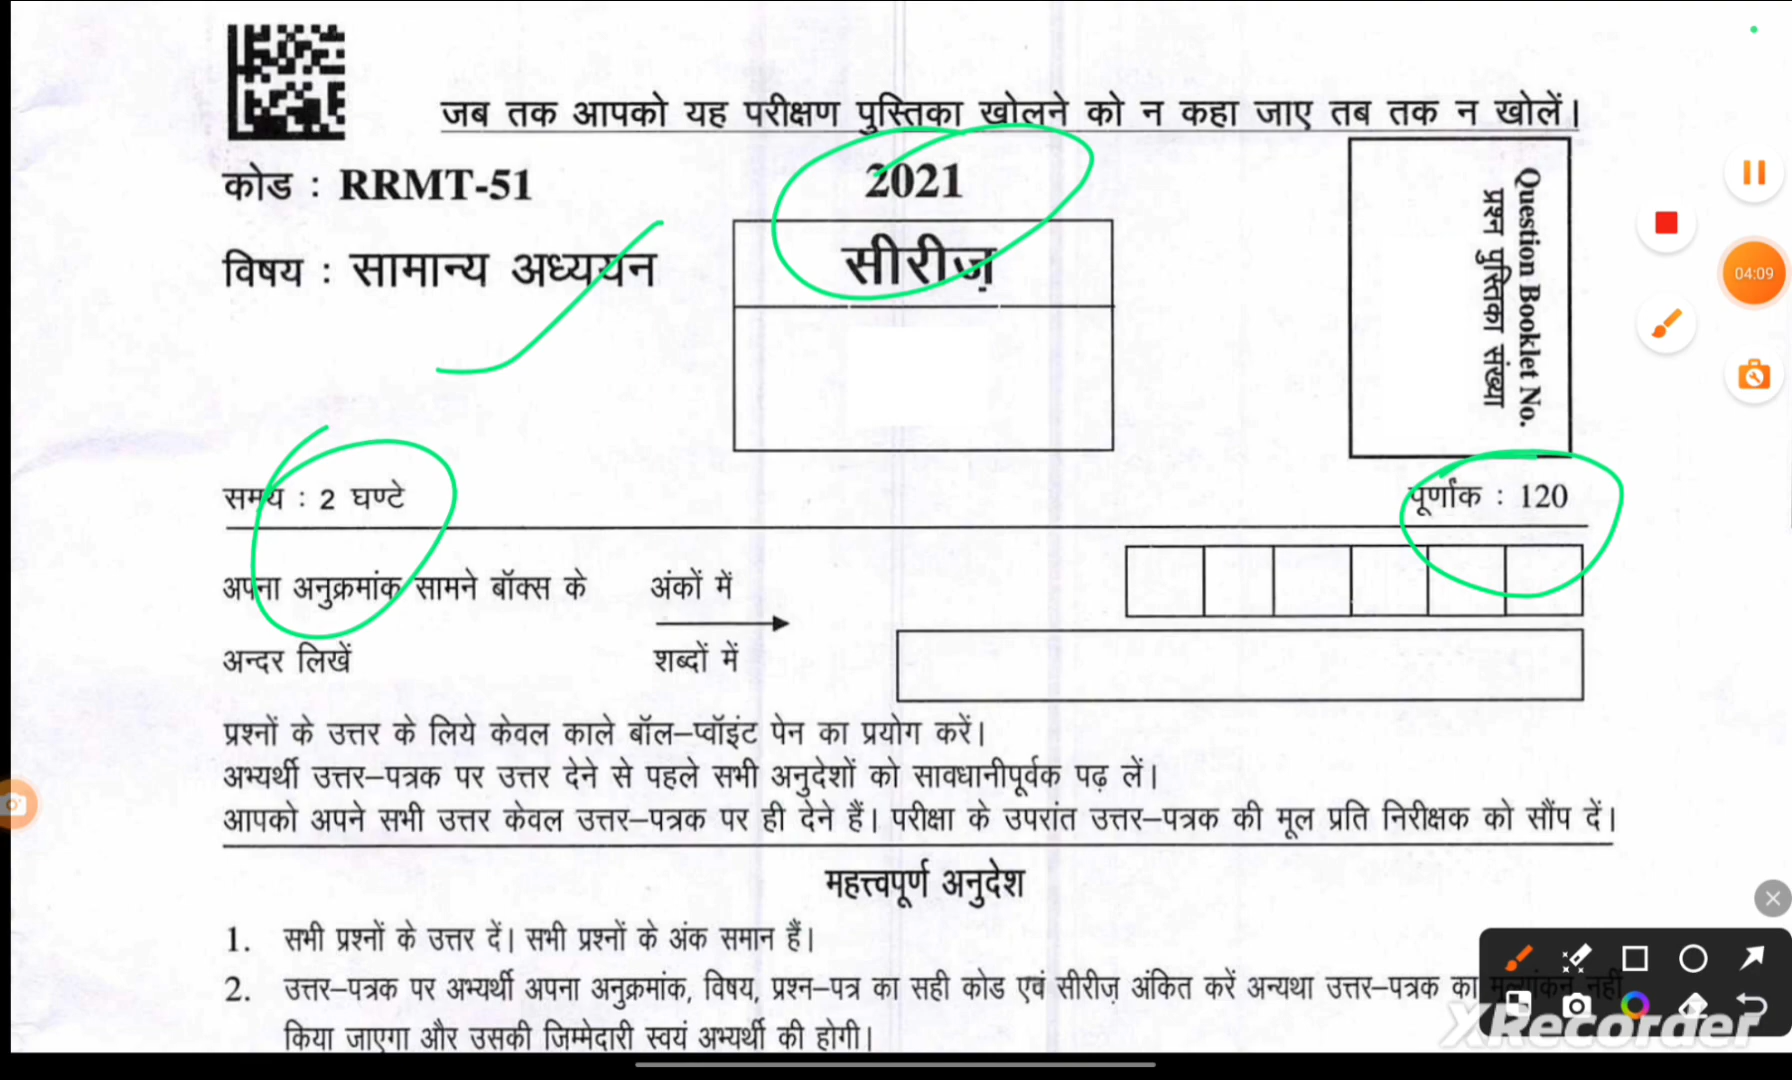 जब तक आपको यह परीक्षण पुस्तिका खोलने को न कहा जाए तब तक न खोलें।
कोड : RRMT-51
2021
विषय : सामान्य अध्ययन
सीरीज़
Question Booklet No.
प्रश्न पुस्तिका संख्या
04:09
समय : 2 घण्टे
पूर्णांक : 120
अपना अनुक्रमांक सामने बॉक्स के
अंकों में
अन्दर लिखें
शब्दों में
प्रश्नों के उत्तर के लिये केवल काले बॉल–प्वॉइंट पेन का प्रयोग करें।
अभ्यर्थी उत्तर–पत्रक पर उत्तर देने से पहले सभी अनुदेशों को सावधानीपूर्वक पढ़ लें।
आपको अपने सभी उत्तर केवल उत्तर–पत्रक पर ही देने हैं। परीक्षा के उपरांत उत्तर–पत्रक की मूल प्रति निरीक्षक को सौंप दें।
महत्त्वपूर्ण अनुदेश
1. सभी प्रश्नों के उत्तर दें। सभी प्रश्नों के अंक समान हैं।
2. उत्तर–पत्रक पर अभ्यर्थी अपना अनुक्रमांक, विषय, प्रश्न–पत्र का सही कोड एवं सीरीज़ अंकित करें अन्यथा उत्तर–पत्रक का मूल्यांकन नहीं
किया जाएगा और उसकी जिम्मेदारी स्वयं अभ्यर्थी की होगी।
XRecorder